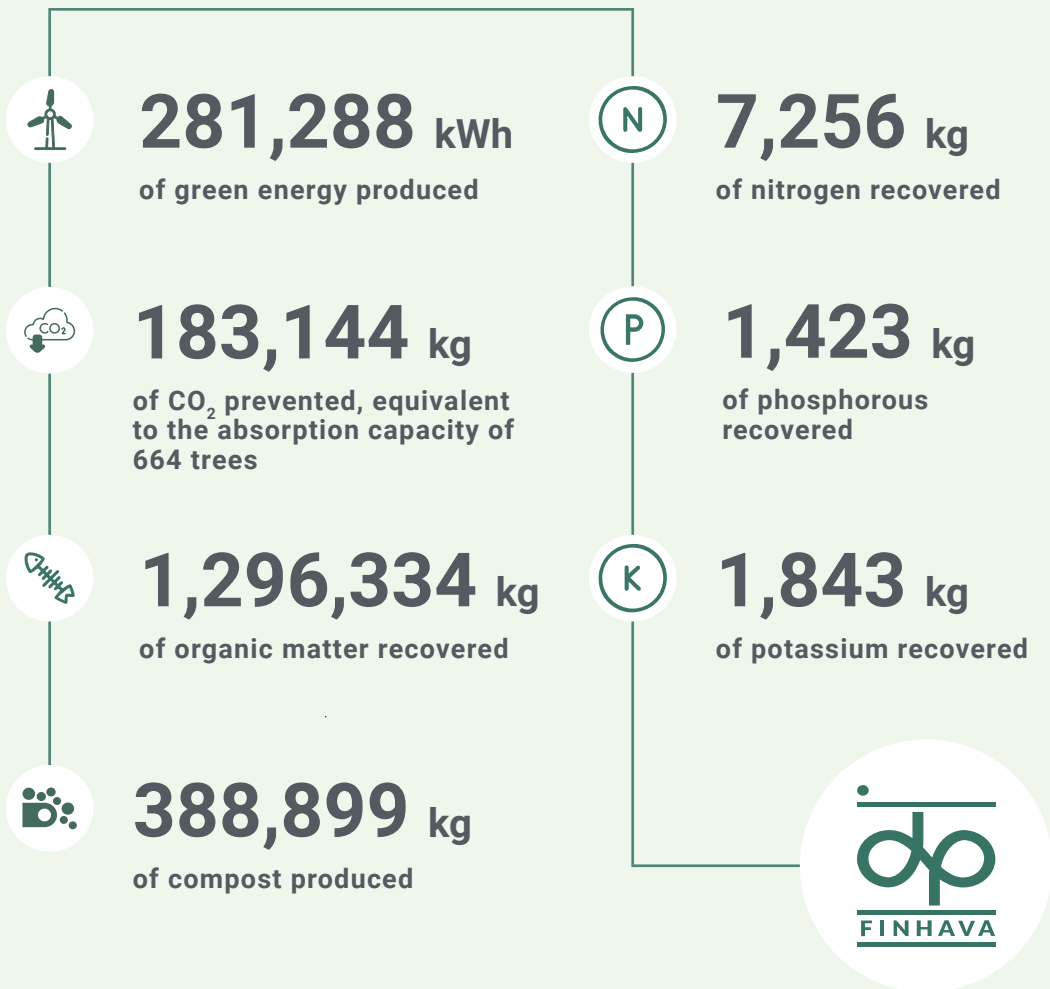 281,288 kWh
of green energy produced
CO₂
183,144 kg
of CO₂ prevented, equivalent
to the absorption capacity of
664 trees
1,296,334 kg
of organic matter recovered
388,899 kg
of compost produced
N
7,256 kg
of nitrogen recovered
P
1,423 kg
of phosphorous
recovered
K
1,843 kg
of potassium recovered
dp
FINHAVA